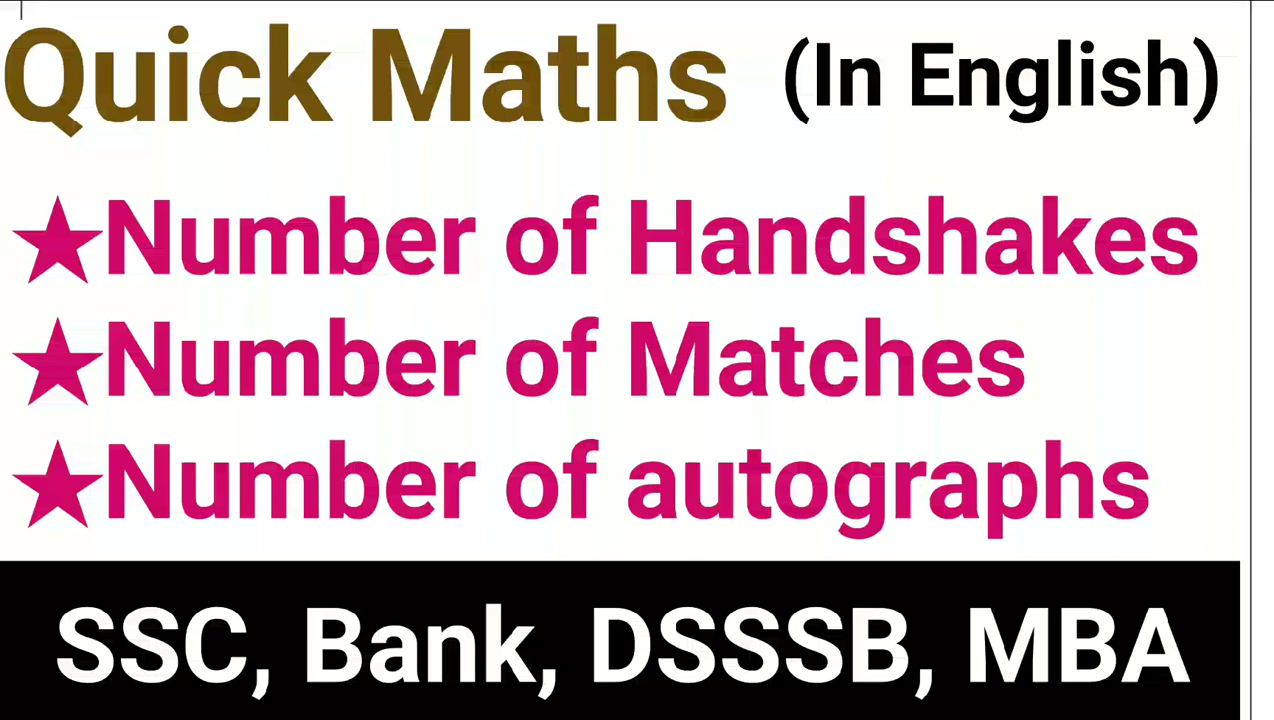 Quick Maths (In English)
★Number of Handshakes
★Number of Matches
★Number of autographs
SSC, Bank, DSSSB, MBA